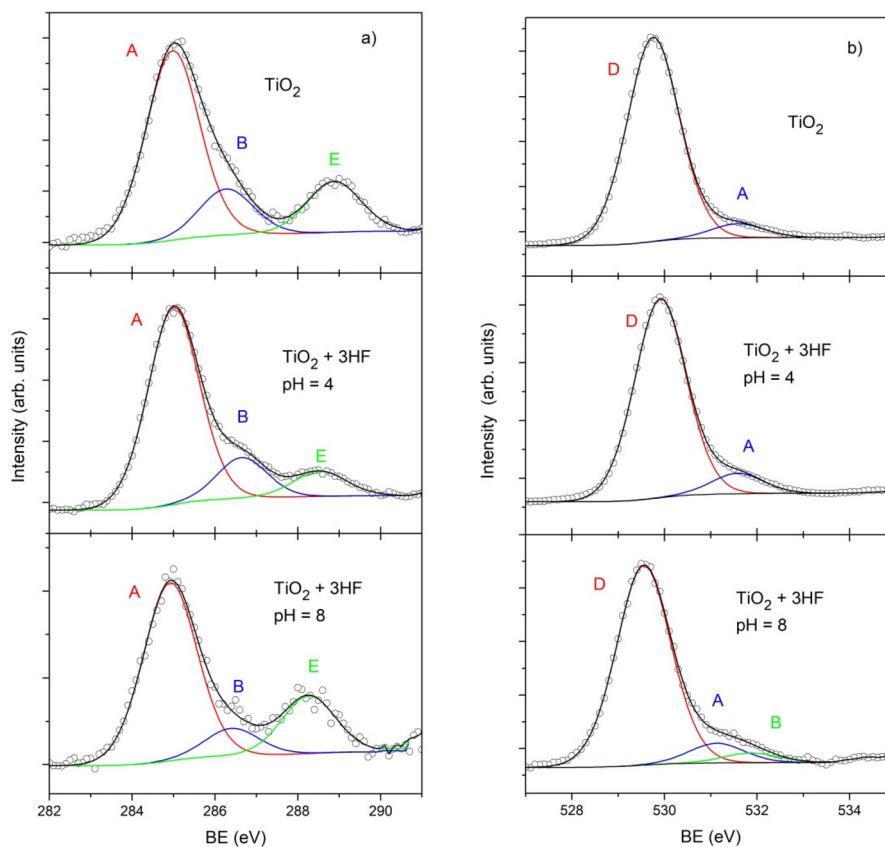 a)
A
TiO2
B
E
A
TiO2 + 3HF
pH = 4
B
E
A
TiO2 + 3HF
pH = 8
B
E
Intensity (arb. units)
282 284 286 288 290
BE (eV)
b)
D
TiO2
A
D
TiO2 + 3HF
pH = 4
A
D
TiO2 + 3HF
pH = 8
A
B
Intensity (arb. units)
528 530 532 534
BE (eV)